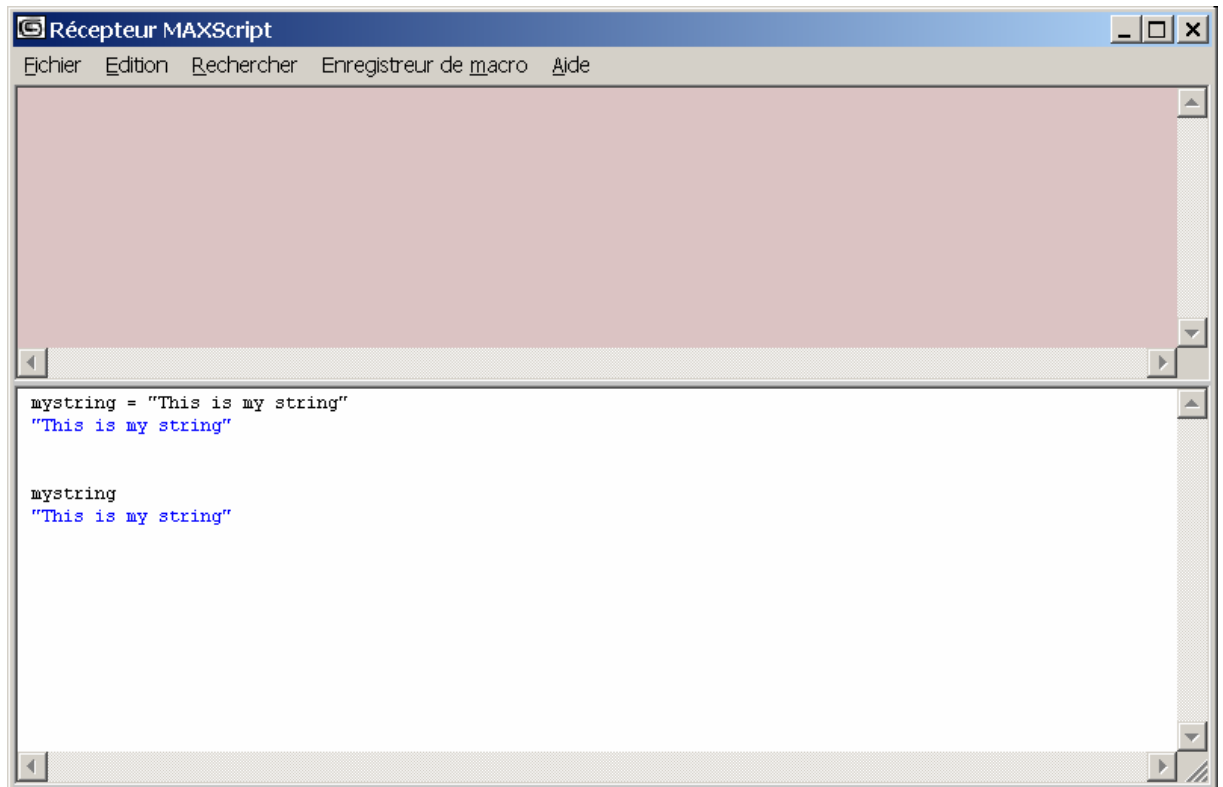 Récepteur MAXScript
Fichier Edition Rechercher Enregistreur de macro Aide
mystring = "This is my string"
"This is my string"
mystring
"This is my string"